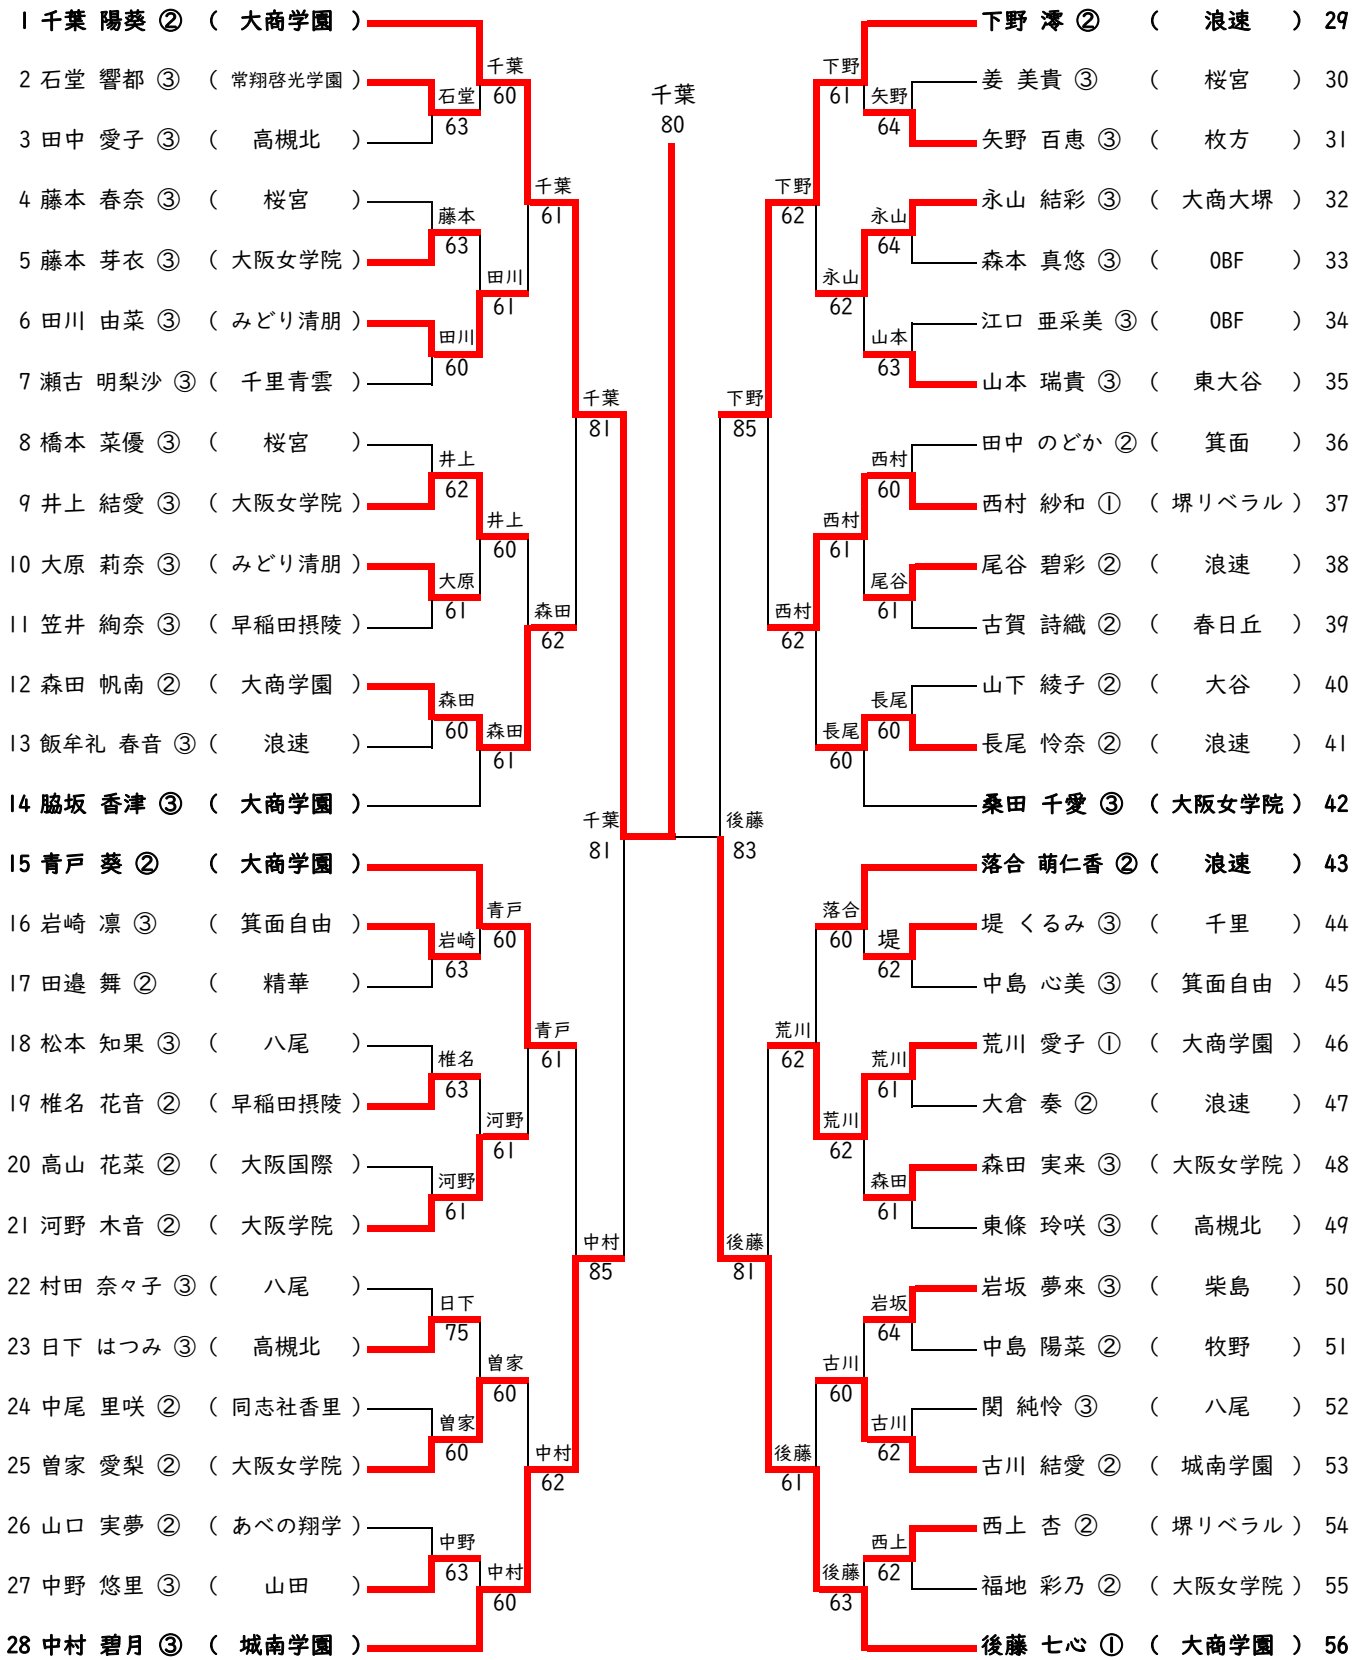 1 千葉 陽葵 ② ( 大商学園 )
2 石堂 響都 ③ ( 常翔啓光学園 )
3 田中 愛子 ③ ( 高槻北 )
4 藤本 春奈 ③ ( 桜宮 )
5 藤本 芽衣 ③ ( 大阪女学院 )
6 田川 由菜 ③ ( みどり清朋 )
7 瀬古 明梨沙 ③ ( 千里青雲 )
8 橋本 菜優 ③ ( 桜宮 )
9 井上 結愛 ③ ( 大阪女学院 )
10 大原 莉奈 ③ ( みどり清朋 )
11 笠井 絢奈 ③ ( 早稲田摂陵 )
12 森田 帆南 ② ( 大商学園 )
13 飯牟礼 春音 ③ ( 浪速 )
14 脇坂 香津 ③ ( 大商学園 )
15 青戸 葵 ② ( 大商学園 )
16 岩崎 凛 ③ ( 箕面自由 )
17 田邉 舞 ② ( 精華 )
18 松本 知果 ③ ( 八尾 )
19 椎名 花音 ② ( 早稲田摂陵 )
20 高山 花菜 ② ( 大阪国際 )
21 河野 木音 ② ( 大阪学院 )
22 村田 奈々子 ③ ( 八尾 )
23 日下 はつみ ③ ( 高槻北 )
24 中尾 里咲 ② ( 同志社香里 )
25 曽家 愛梨 ② ( 大阪女学院 )
26 山口 実夢 ② ( あべの翔学 )
27 中野 悠里 ③ ( 山田 )
28 中村 碧月 ③ ( 城南学園 )
石堂
63
藤本
63
田川
60
井上
62
大原
61
森田
60
岩崎
63
椎名
63
河野
61
日下
75
曽家
60
中野
63
千葉
60
田川
61
井上
60
森田
61
青戸
60
河野
61
曽家
60
中村
60
千葉
61
森田
62
青戸
61
中村
62
千葉
81
中村
85
千葉
81
千葉
80
後藤
83
下野
85
後藤
81
下野
62
西村
62
荒川
62
後藤
61
下野
61
永山
62
西村
61
長尾
60
落合
60
荒川
62
古川
60
後藤
63
矢野
64
永山
64
山本
63
西村
60
尾谷
61
長尾
60
堤
62
荒川
61
森田
61
岩坂
64
古川
62
西上
62
下野 澪 ② ( 浪速 ) 29
姜 美貴 ③ ( 桜宮 ) 30
矢野 百恵 ③ ( 枚方 ) 31
永山 結彩 ③ ( 大商大堺 ) 32
森本 真悠 ③ ( OBF ) 33
江口 亜采美 ③ ( OBF ) 34
山本 瑞貴 ③ ( 東大谷 ) 35
田中 のどか ② ( 箕面 ) 36
西村 紗和 ① ( 堺リベラル ) 37
尾谷 碧彩 ② ( 浪速 ) 38
古賀 詩織 ② ( 春日丘 ) 39
山下 綾子 ② ( 大谷 ) 40
長尾 怜奈 ② ( 浪速 ) 41
桑田 千愛 ③ ( 大阪女学院 ) 42
落合 萌仁香 ② ( 浪速 ) 43
堤 くるみ ③ ( 千里 ) 44
中島 心美 ③ ( 箕面自由 ) 45
荒川 愛子 ① ( 大商学園 ) 46
大倉 奏 ② ( 浪速 ) 47
森田 実来 ③ ( 大阪女学院 ) 48
東條 玲咲 ③ ( 高槻北 ) 49
岩坂 夢來 ③ ( 柴島 ) 50
中島 陽菜 ② ( 牧野 ) 51
関 純怜 ③ ( 八尾 ) 52
古川 結愛 ② ( 城南学園 ) 53
西上 杏 ② ( 堺リベラル ) 54
福地 彩乃 ② ( 大阪女学院 ) 55
後藤 七心 ① ( 大商学園 ) 56